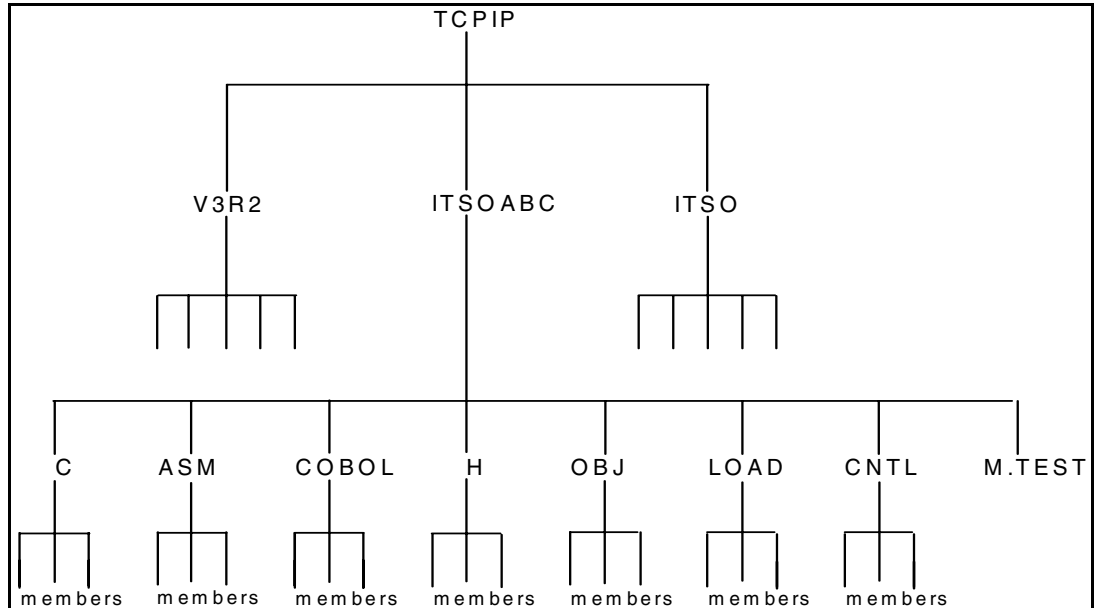 TCPIP
V3R2 ITSOABC ITSO
C ASM COBOL H OBJ LOAD CNTL M.TEST
members members members members members members members